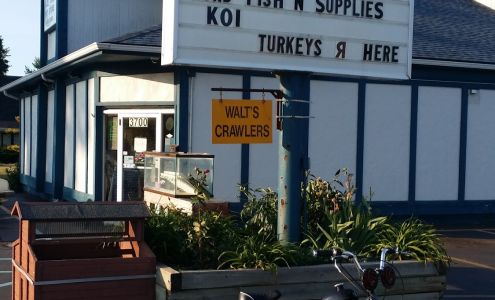 FISH N SUPPLIES
KOI
TURKEYS Я HERE
WALT'S
CRAWLERS
3700